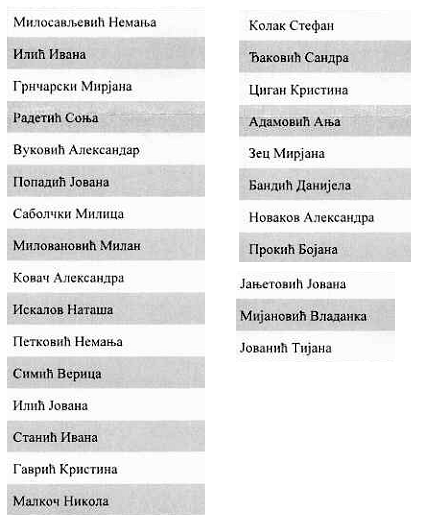 Милосављевић Немања
Илић Ивана
Грнчарски Мирјана
Радетић Соња
Вуковић Александар
Попадић Јована
Саболчки Милица
Миловановић Милан
Ковач Александра
Искалов Наташа
Петковић Немања
Симић Верица
Илић Јована
Станић Ивана
Гаврић Кристина
Малкоч Никола
Колак Стефан
Ђаковић Сандра
Циган Кристина
Адамовић Ања
Зец Мирјана
Бандић Данијела
Новаков Александра
Прокић Бојана
Јањетовић Јована
Мијановић Владанка
Јованић Тијана